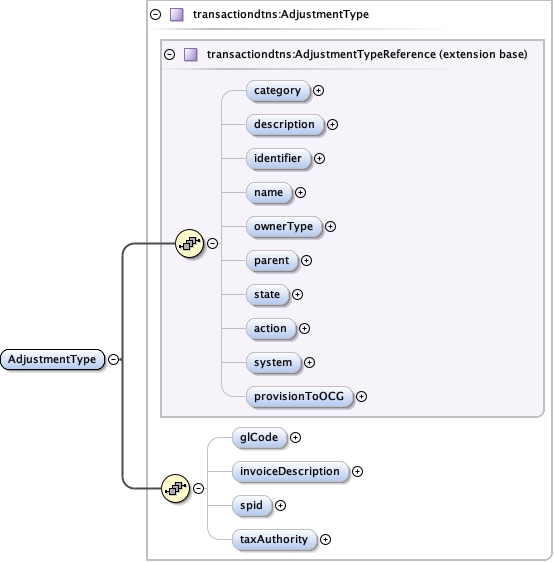 transactiondtns:AdjustmentType
transactiondtns:AdjustmentTypeReference (extension base)
category
description
identifier
name
ownerType
parent
state
action
system
provisionToOCG
AdjustmentType
glCode
invoiceDescription
spid
taxAuthority